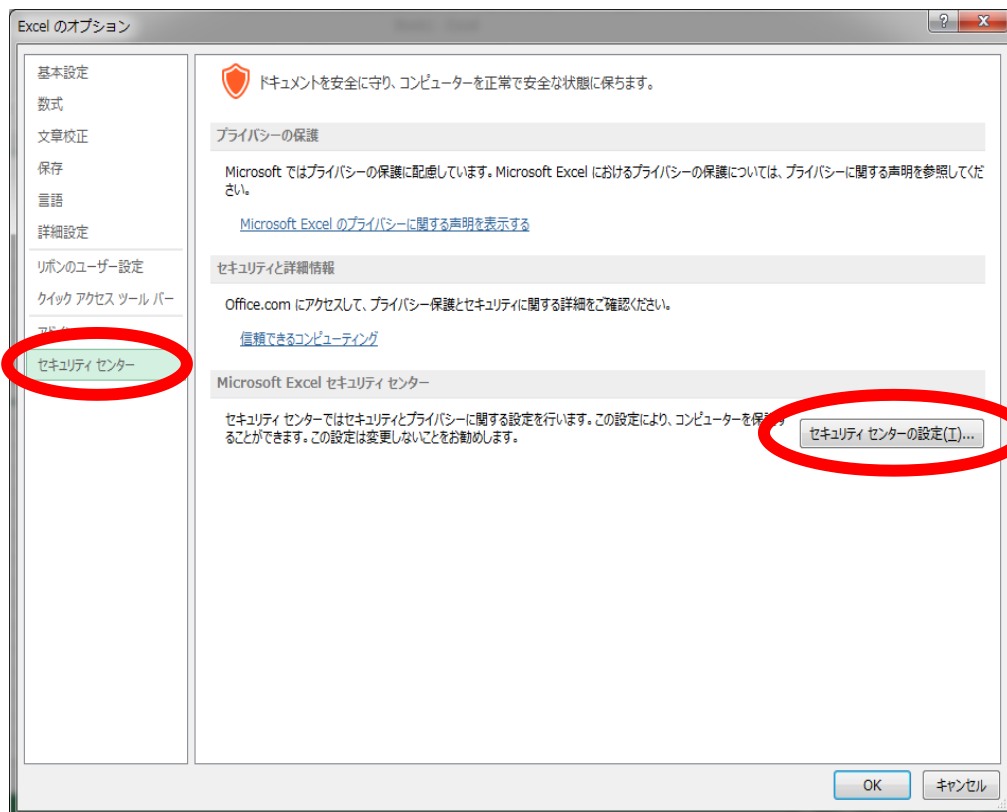 Excel のオプション
基本設定
数式
文章校正
保存
言語
詳細設定
リボンのユーザー設定
クイック アクセス ツール バー
セキュリティ センター
ドキュメントを安全に守り、コンピューターを正常で安全な状態に保ちます。
プライバシーの保護
Microsoft ではプライバシーの保護に配慮しています。Microsoft Excel におけるプライバシーの保護については、プライバシーに関する声明を参照してくだ
さい。
Microsoft Excel のプライバシーに関する声明を表示する
セキュリティと詳細情報
Office.com にアクセスして、プライバシー保護とセキュリティに関する詳細をご確認ください。
信頼できるコンピューティング
Microsoft Excel セキュリティ センター
セキュリティ センターではセキュリティとプライバシーに関する設定を行います。この設定により、コンピューターを保
ることができます。この設定は変更しないことをお勧めします。
セキュリティ センターの設定(T)...
OK
キャンセル